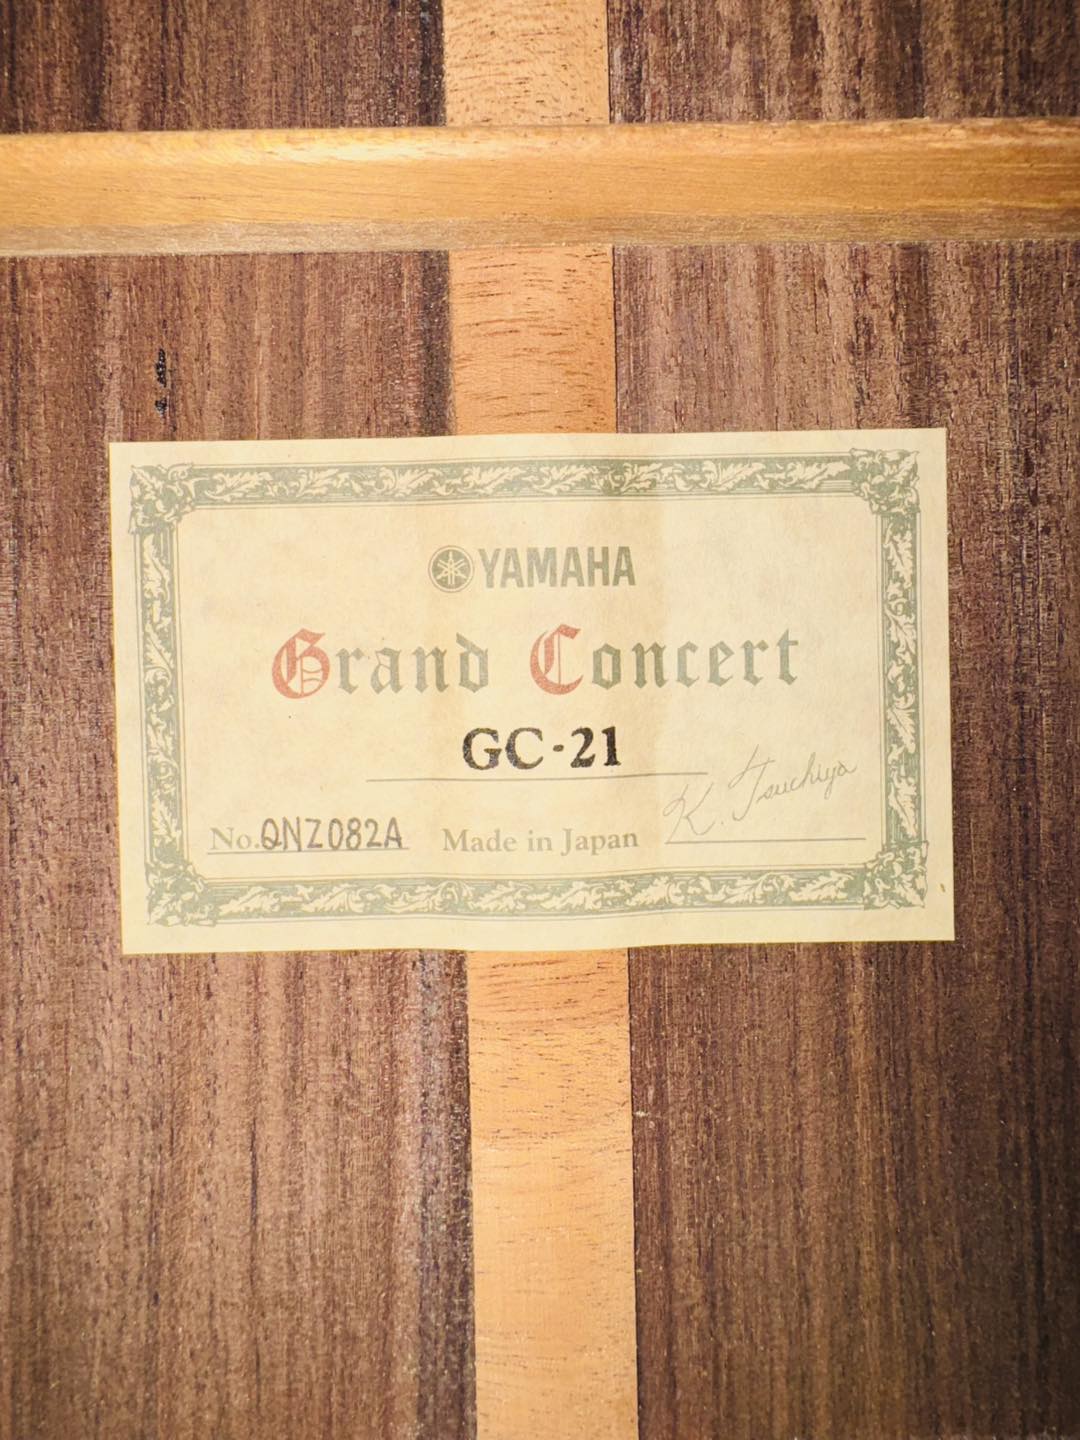 YAMAHA
Grand Concert
GC-21
No.QNZ082A Made in Japan K. Tsuchiya